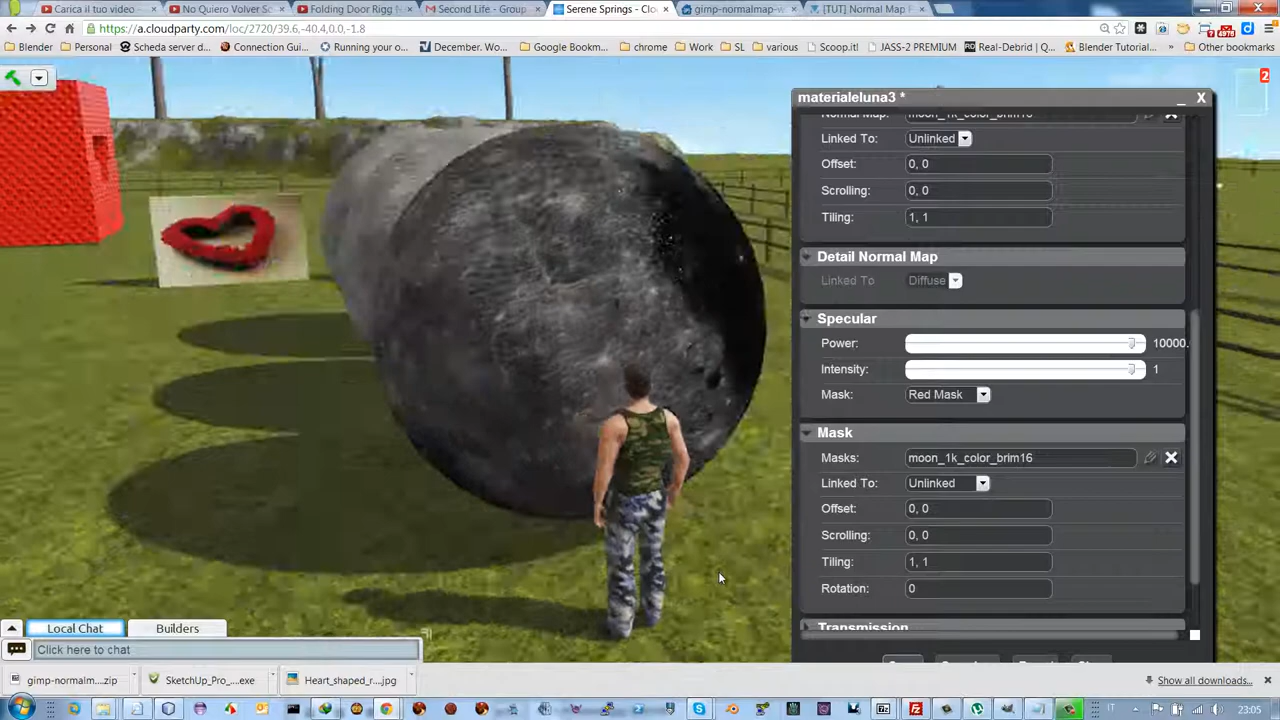 Carica il tuo video -
No Quiero Volver S
Folding Door Rigg f
Second Life. - Group
Serene Springs - Clo
gimp-normalmap-w
[TUT] Normal Map
https://a.cloudparty.com/loc/2720/39.6,-40.4,0.0,-1.8
Blender
Personal
Scheda server d...
Connection Gui...
Running your o...
December. Wo...
Google Bookm...
chrome
Work
SL
various
Scoop.it!
JASS-2 PREMIUM
Real-Debrid | Q...
Blender Tutorial...
Other bookmarks
2
materialeluna3 *
_ X
Normal Map: moon_1k_color_brim16
Linked To: Unlinked
Offset: 0, 0
Scrolling: 0, 0
Tiling: 1, 1
Detail Normal Map
Linked To Diffuse
Specular
Power: 10000.
Intensity: 1
Mask: Red Mask
Mask
Masks: moon_1k_color_brim16
Linked To: Unlinked
Offset: 0, 0
Scrolling: 0, 0
Tiling: 1, 1
Rotation: 0
Transmission
Local Chat
Builders
Click here to chat
gimp-normalm....zip
SketchUp_Pro_....exe
Heart_shaped_r....jpg
Show all downloads...
IT
23:05